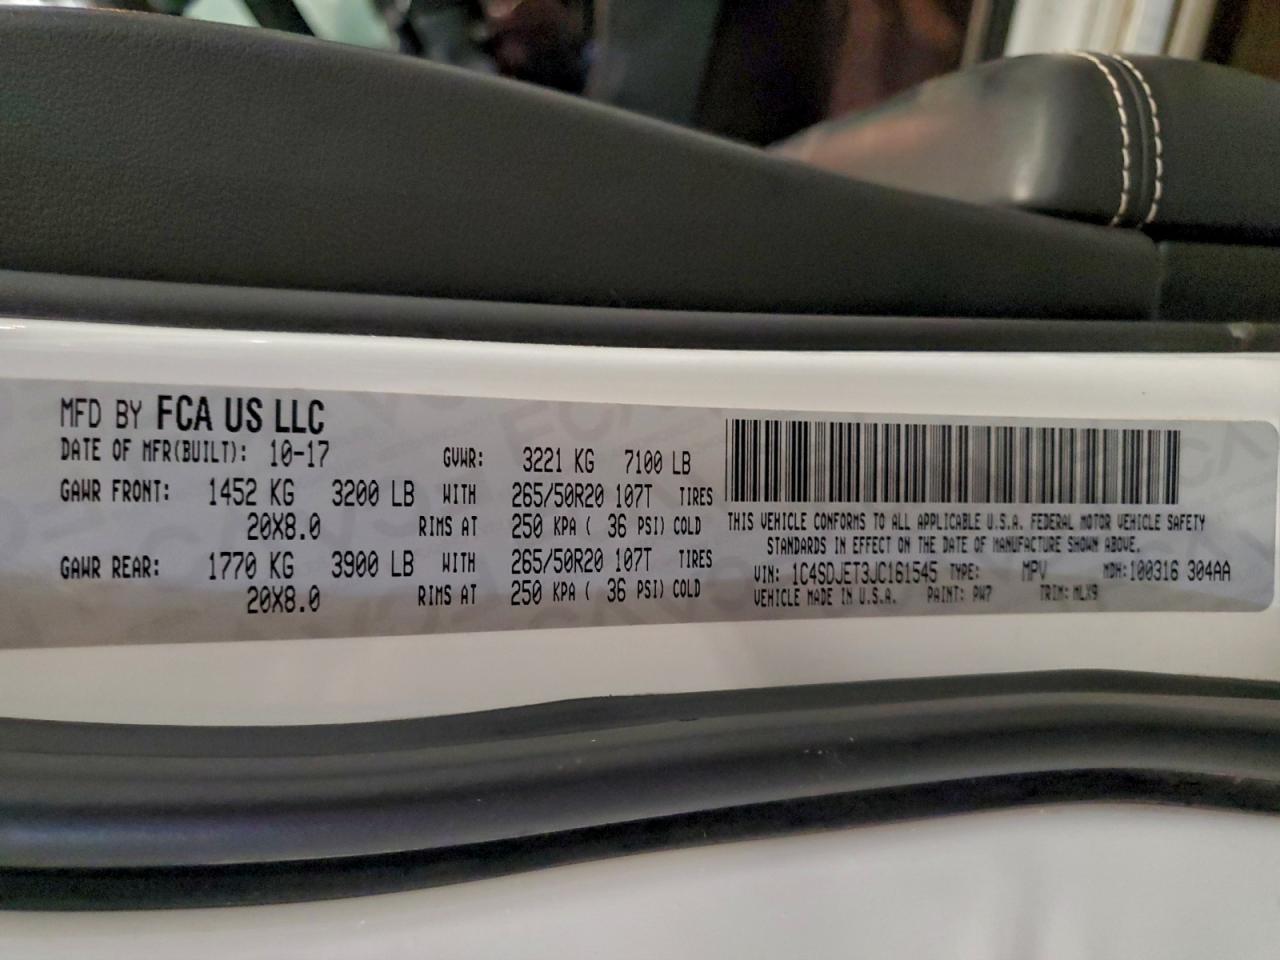 MFD BY FCA US LLC
DATE OF MFR(BUILT): 10-17
GVWR: 3221 KG 7100 LB
GAWR FRONT: 1452 KG 3200 LB WITH 265/50R20 107T TIRES
20X8.0 RIMS AT 250 KPA ( 36 PSI) COLD
GAWR REAR: 1770 KG 3900 LB WITH 265/50R20 107T TIRES
20X8.0 RIMS AT 250 KPA ( 36 PSI) COLD
THIS VEHICLE CONFORMS TO ALL APPLICABLE U.S.A. FEDERAL MOTOR VEHICLE SAFETY
STANDARDS IN EFFECT ON THE DATE OF MANUFACTURE SHOWN ABOVE.
VIN: 1C4SDJET3JC161545 TYPE: MPV MDH:100316 304AA
VEHICLE MADE IN U.S.A. PAINT: PW7 TRIM: MLX9